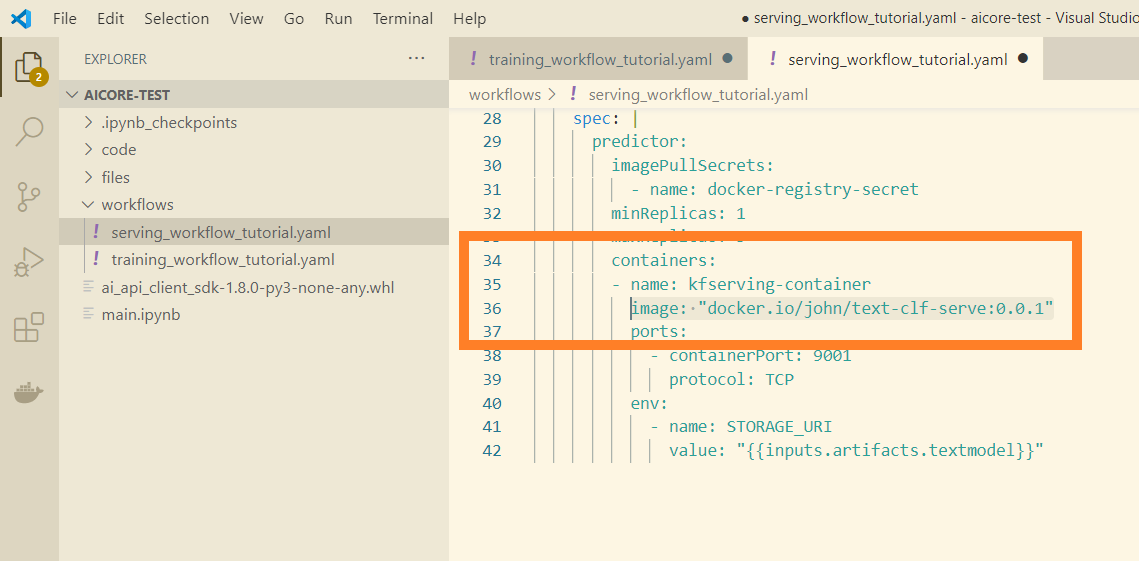 File Edit Selection View Go Run Terminal Help
● serving_workflow_tutorial.yaml - aicore-test - Visual Studio
2
EXPLORER
···
AICORE-TEST
.ipynb_checkpoints
code
files
workflows
! serving_workflow_tutorial.yaml
! training_workflow_tutorial.yaml
ai_api_client_sdk-1.8.0-py3-none-any.whl
main.ipynb
! training_workflow_tutorial.yaml ●
! serving_workflow_tutorial.yaml ●
workflows > ! serving_workflow_tutorial.yaml
28 spec: |
29 predictor:
30 imagePullSecrets:
31 - name: docker-registry-secret
32 minReplicas: 1
34 containers:
35 - name: kfserving-container
36 image: "docker.io/john/text-clf-serve:0.0.1"
37 ports:
38 - containerPort: 9001
39 protocol: TCP
40 env:
41 - name: STORAGE_URI
42 value: "{{inputs.artifacts.textmodel}}"